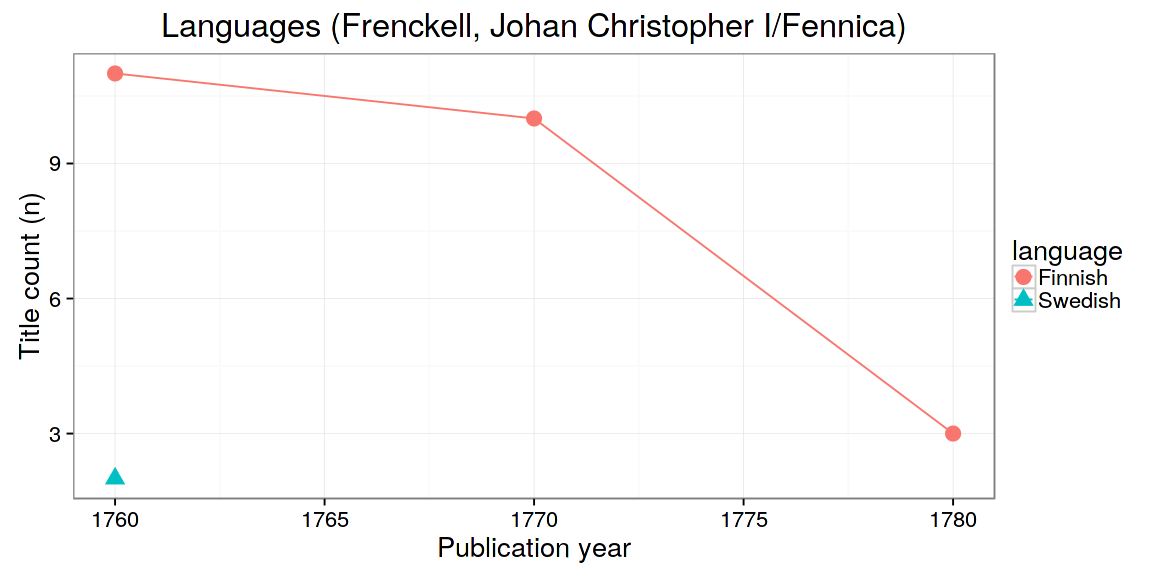 Languages (Frenckell, Johan Christopher I/Fennica)
Title count (n)
9
6
3
1760 1765 1770 1775 1780
Publication year
language
Finnish
Swedish